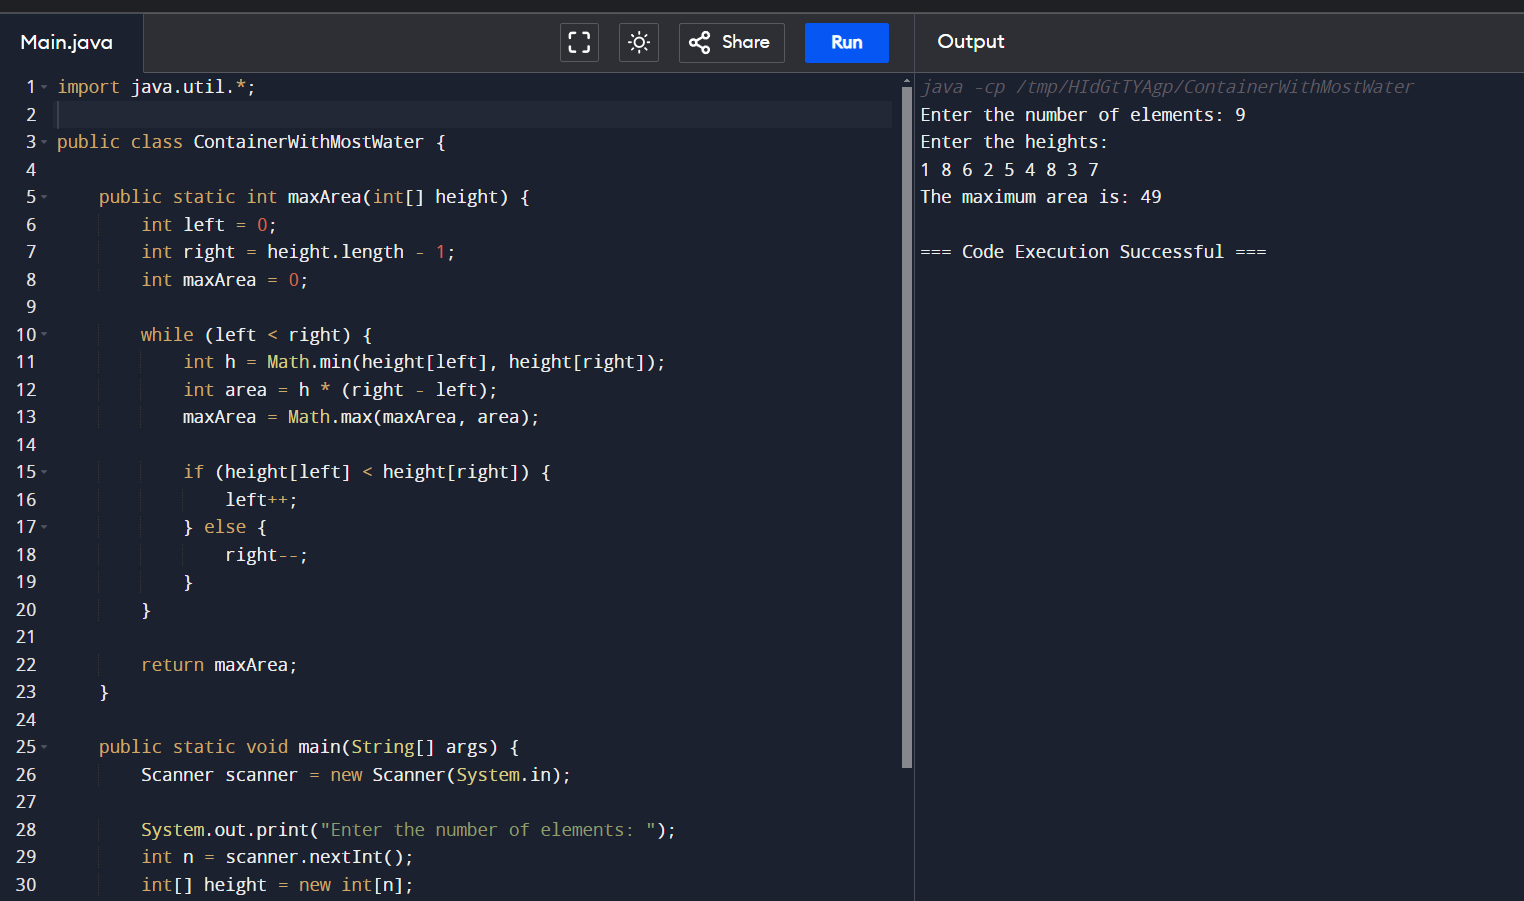 Main.java
Share
Run
Output
1 import java.util.*;
2
3 public class ContainerWithMostWater {
4
5     public static int maxArea(int[] height) {
6         int left = 0;
7         int right = height.length - 1;
8         int maxArea = 0;
9
10         while (left < right) {
11             int h = Math.min(height[left], height[right]);
12             int area = h * (right - left);
13             maxArea = Math.max(maxArea, area);
14
15             if (height[left] < height[right]) {
16                 left++;
17             } else {
18                 right--;
19             }
20         }
21
22         return maxArea;
23     }
24
25     public static void main(String[] args) {
26         Scanner scanner = new Scanner(System.in);
27
28         System.out.print("Enter the number of elements: ");
29         int n = scanner.nextInt();
30         int[] height = new int[n];
java -cp /tmp/HIdGtTYAgp/ContainerWithMostWater
Enter the number of elements: 9
Enter the heights:
1 8 6 2 5 4 8 3 7
The maximum area is: 49
=== Code Execution Successful ===